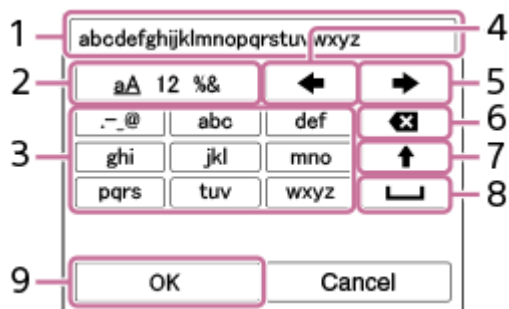 1 abcdefghijklmnopqrstuvwxyz 4
2 aA 12 %& 5
.-_@ abc def 6
3 ghi jkl mno 7
pqrs tuv wxyz 8
9 OK Cancel